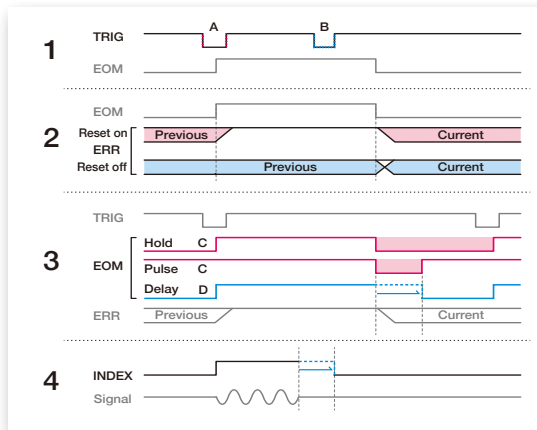 A B
1 TRIG
EOM
EOM
2 Reset on Previous Current
ERR
Reset off Previous Current
TRIG
Hold C
3 EOM Pulse C
Delay D
ERR Previous Current
4 INDEX
Signal